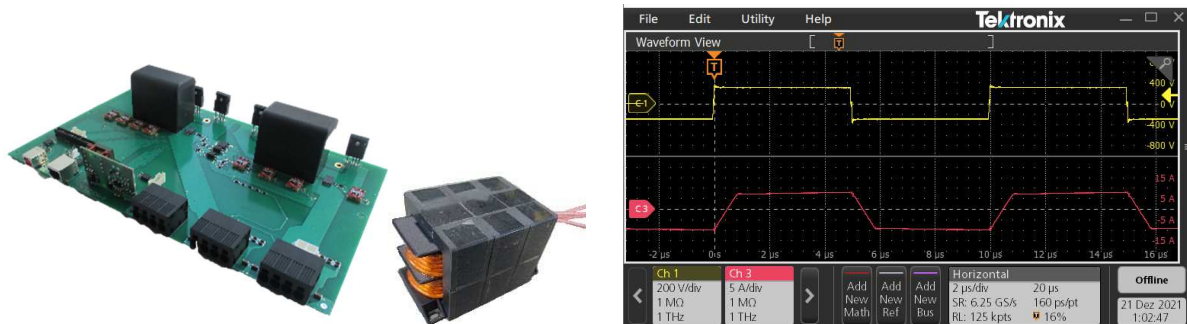 File Edit Utility Help Tektronix
Waveform View
T
T
C 1
400 V
0 V
-400 V
-800 V
C 3
15 A
5 A
-5 A
-15 A
-2 µs 0 s 2 µs 4 µs 6 µs 8 µs 10 µs 12 µs 14 µs 16 µs
Ch 1
200 V/div
1 MΩ
1 THz
Ch 3
5 A/div
1 MΩ
1 THz
Add New Math
Add New Ref
Add New Bus
Horizontal
2 µs/div 20 µs
SR: 6.25 GS/s 160 ps/pt
RL: 125 kpts 16%
Offline
21 Dez 2021
1:02:47